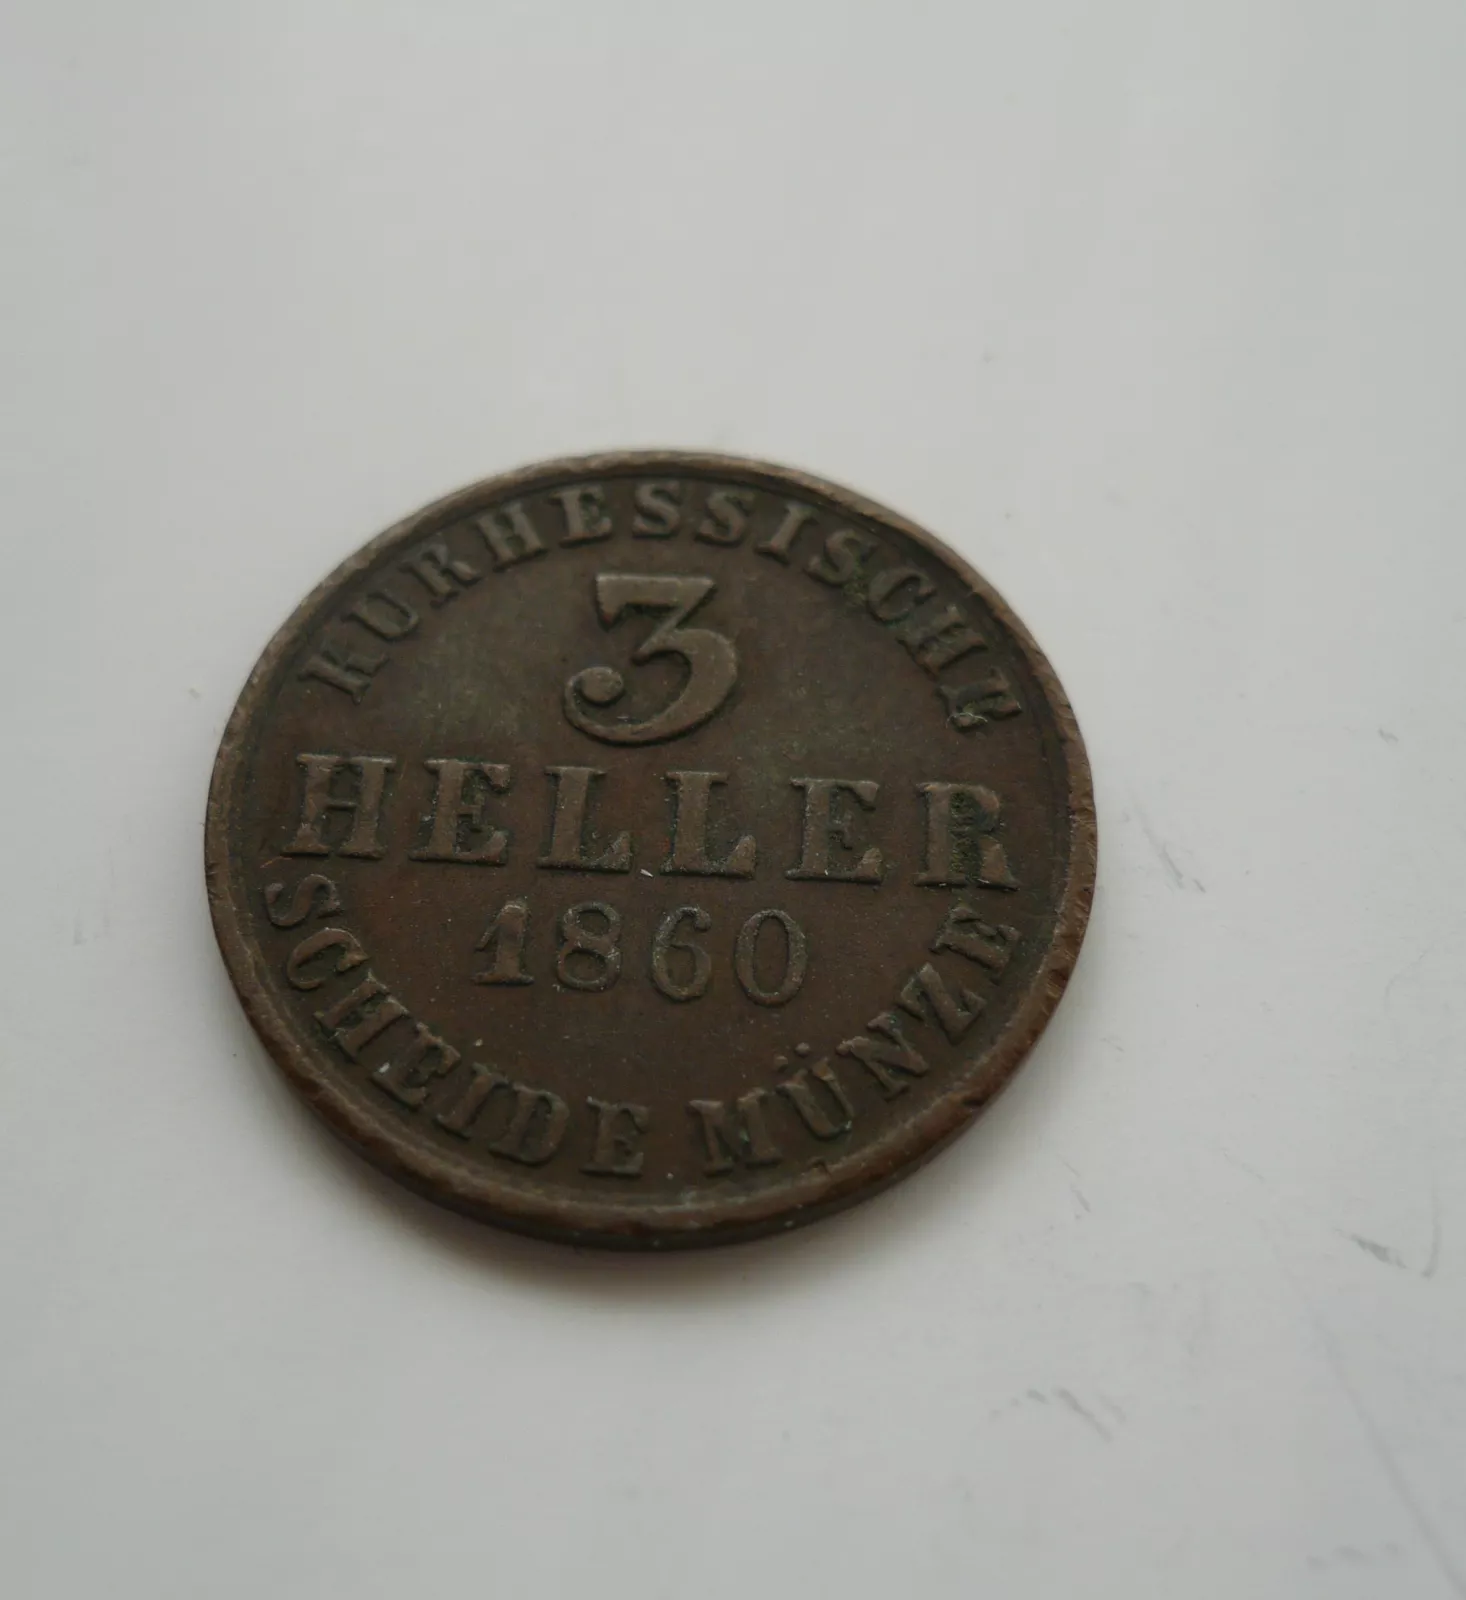 KURHESSISCHE
3
HELLER
1860
SCHEIDE MÜNZE